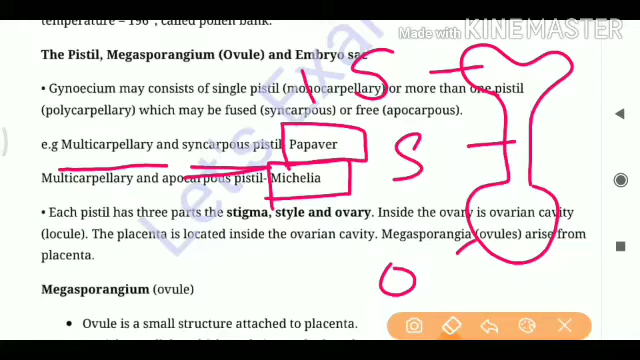 temperature – 196°, called pollen bank.
Made with KINEMASTER
The Pistil, Megasporangium (Ovule) and Embryo sac
• Gynoecium may consists of single pistil (monocarpellary) or more than one pistil
(polycarpellary) which may be fused (syncarpous) or free (apocarpous).
e.g Multicarpellary and syncarpous pistil- Papaver
Multicarpellary and apocarpous pistil- Michelia
• Each pistil has three parts the stigma, style and ovary. Inside the ovary is ovarian cavity
(locule). The placenta is located inside the ovarian cavity. Megasporangia (ovules) arise from
placenta.
Megasporangium (ovule)
• Ovule is a small structure attached to placenta.
Let's Exa
S
S
O